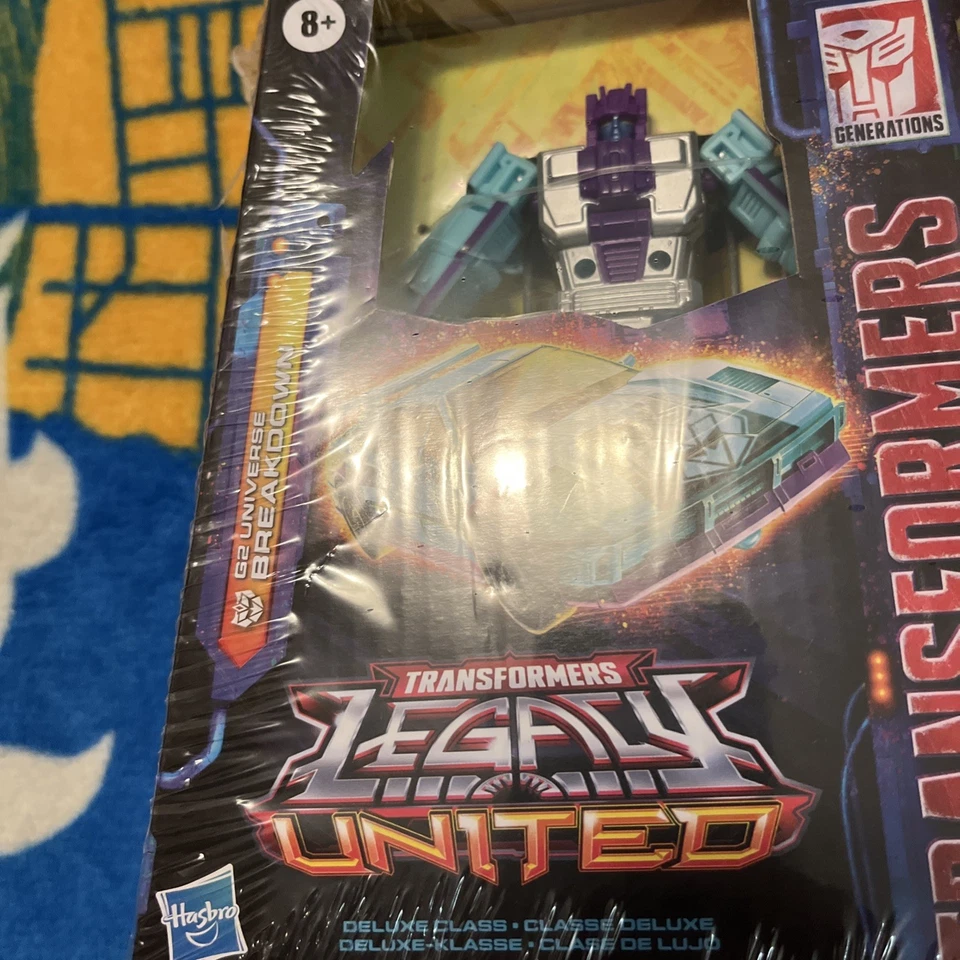 8+
GENERATIONS
TRANSFORMERS
G2 UNIVERSE
BREAKDOWN
TRANSFORMERS
LEGACY
UNITED
Hasbro
DELUXE CLASS • CLASSE DELUXE
DELUXE-KLASSE • CLASE DE LUJO